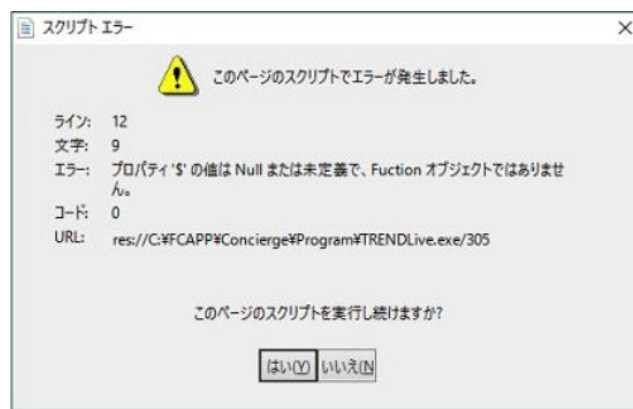 スクリプト エラー
このページのスクリプトでエラーが発生しました。
ライン: 12
文字: 9
エラー: プロパティ '$' の値は Null または未定義で、Fuction オブジェクトではありませ
ん。
コード: 0
URL: res://C:¥FCAPP¥Concierge¥Program¥TRENDLive.exe/305
このページのスクリプトを実行し続けますか?
はい(Y) いいえ(N